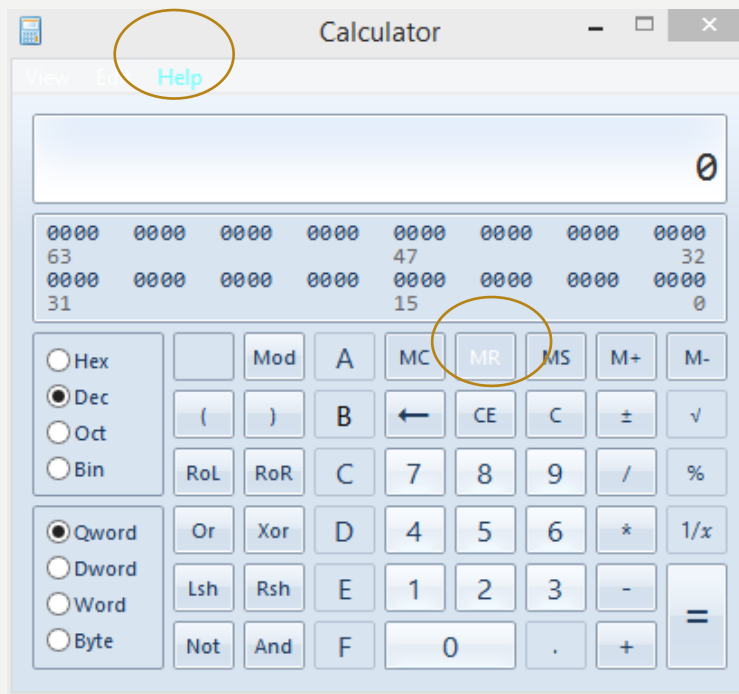 Calculator
View Edit Help
0
0000 0000 0000 0000 0000 0000 0000 0000
63 47 32
0000 0000 0000 0000 0000 0000 0000 0000
31 15 0
Hex Mod A MC MR MS M+ M-
Dec ( ) B ← CE C ±  √
Oct
Bin RoL RoR C 7 8 9 / %
Qword Or Xor D 4 5 6 * 1/x
Dword
Word Lsh Rsh E 1 2 3 - =
Byte Not And F 0 . +